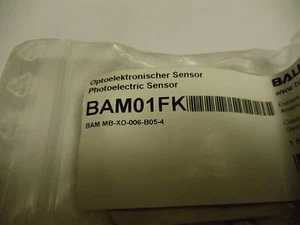 Optoelektronischer Sensor
Photoelectric Sensor
BAM01FK
BAM MB-XO-006-B05-4